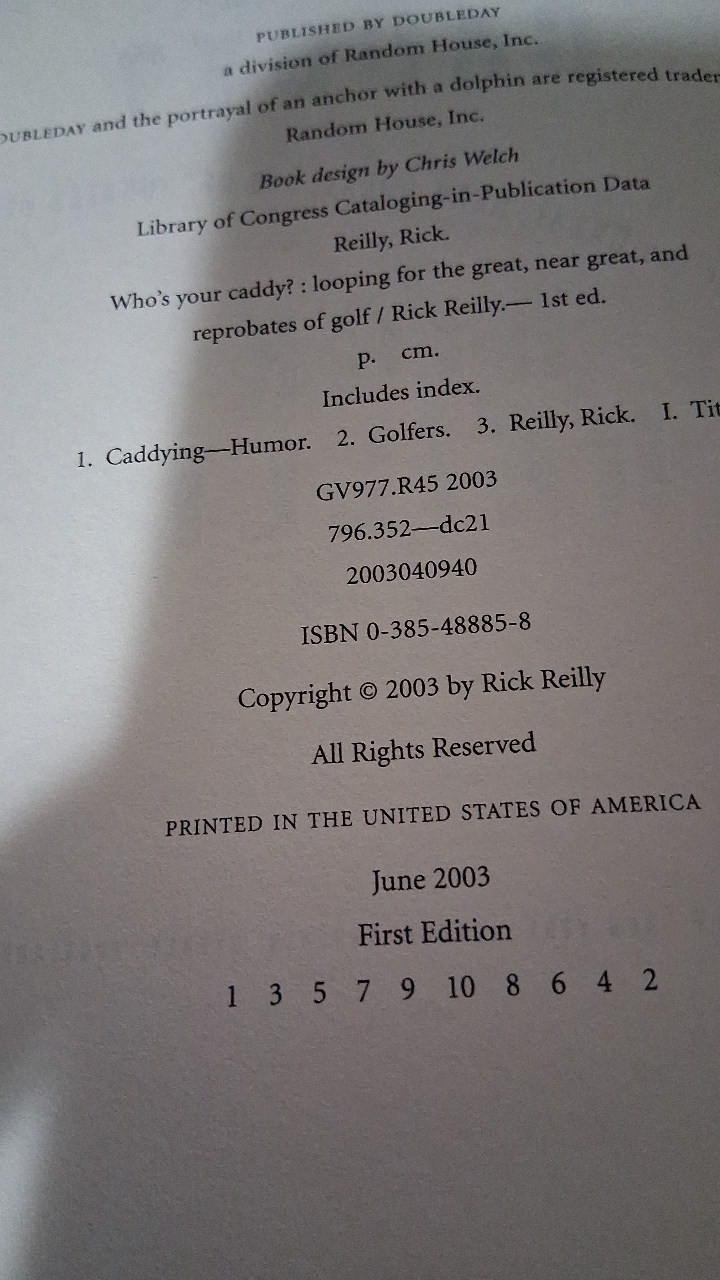 PUBLISHED BY DOUBLEDAY
a division of Random House, Inc.
OUBLEDAY and the portrayal of an anchor with a dolphin are registered trader
Random House, Inc.
Book design by Chris Welch
Library of Congress Cataloging-in-Publication Data
Reilly, Rick.
Who's your caddy? : looping for the great, near great, and
reprobates of golf / Rick Reilly.— 1st ed.
p. cm.
Includes index.
1. Caddying—Humor. 2. Golfers. 3. Reilly, Rick. I. Tit
GV977.R45 2003
796.352—dc21
2003040940
ISBN 0-385-48885-8
Copyright © 2003 by Rick Reilly
All Rights Reserved
PRINTED IN THE UNITED STATES OF AMERICA
June 2003
First Edition
1 3 5 7 9 10 8 6 4 2